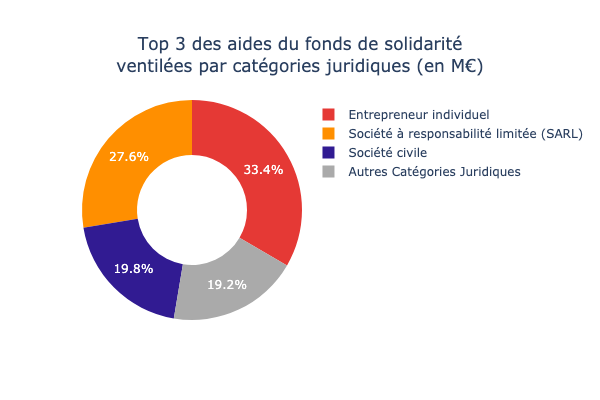 Top 3 des aides du fonds de solidarité
ventilées par catégories juridiques (en M€)
Entrepreneur individuel
Société à responsabilité limitée (SARL)
Société civile
Autres Catégories Juridiques
27.6%
33.4%
19.8%
19.2%